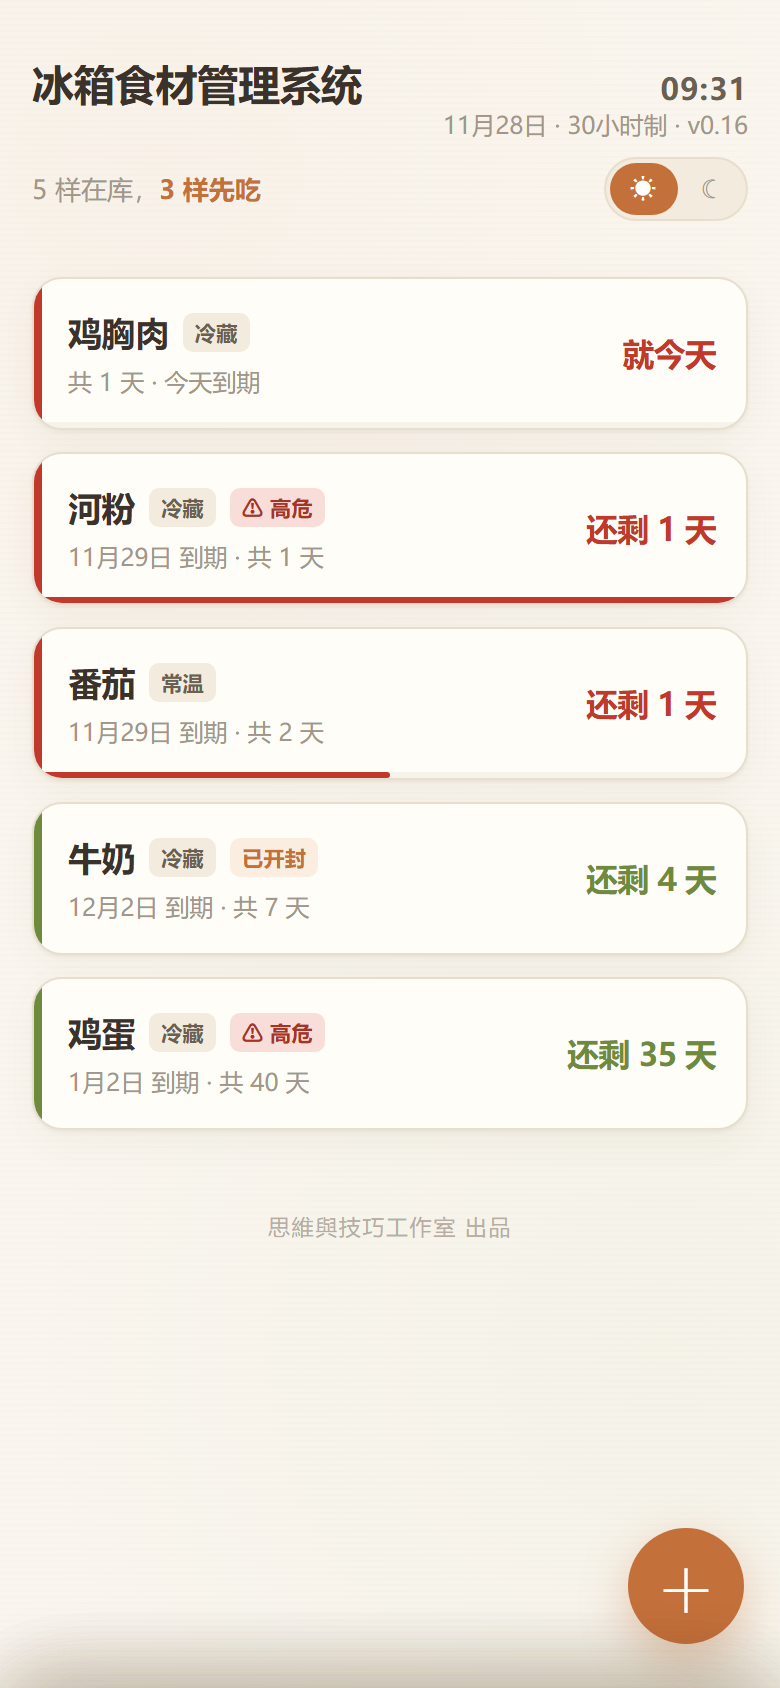 冰箱食材管理系统
09:31
11月28日 · 30小时制 · v0.16
5 样在库，3 样先吃
鸡胸肉 冷藏
共 1 天 · 今天到期
就今天
河粉 冷藏 ⚠ 高危
11月29日 到期 · 共 1 天
还剩 1 天
番茄 常温
11月29日 到期 · 共 2 天
还剩 1 天
牛奶 冷藏 已开封
12月2日 到期 · 共 7 天
还剩 4 天
鸡蛋 冷藏 ⚠ 高危
1月2日 到期 · 共 40 天
还剩 35 天
思維與技巧工作室 出品